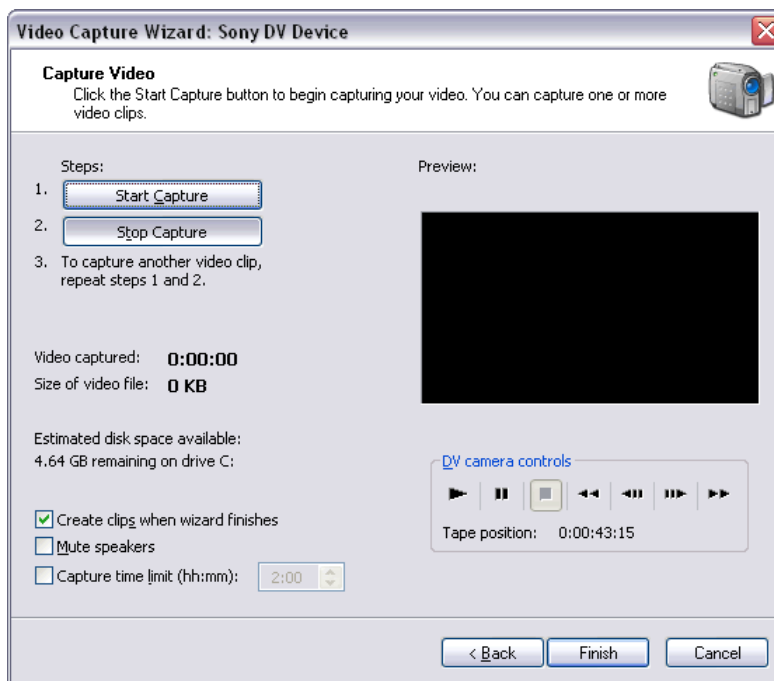 Video Capture Wizard: Sony DV Device
Capture Video
Click the Start Capture button to begin capturing your video. You can capture one or more
video clips.
Steps:
Preview:
1. Start Capture
2. Stop Capture
3. To capture another video clip,
repeat steps 1 and 2.
Video captured: 0:00:00
Size of video file: 0 KB
Estimated disk space available:
4.64 GB remaining on drive C:
DV camera controls
Tape position: 0:00:43:15
Create clips when wizard finishes
Mute speakers
Capture time limit (hh:mm): 2:00
< Back Finish Cancel